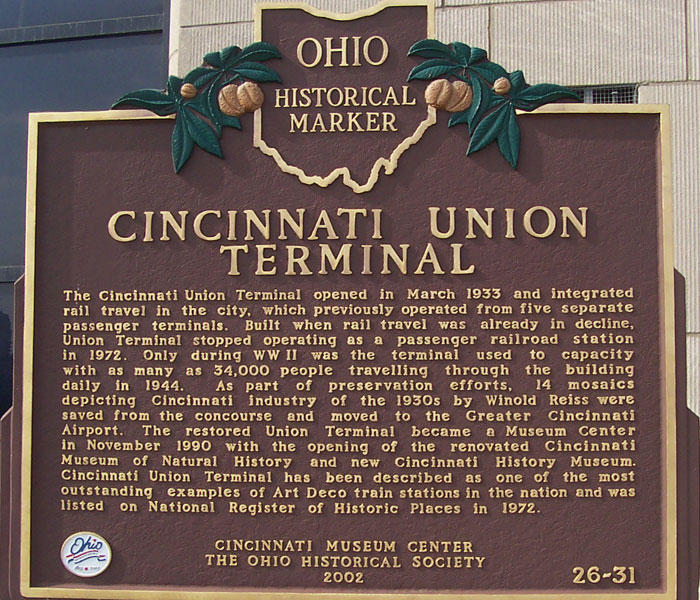 OHIO
HISTORICAL
MARKER
CINCINNATI UNION
TERMINAL
The Cincinnati Union Terminal opened in March 1933 and integrated
rail travel in the city, which previously operated from five separate
passenger terminals. Built when rail travel was already in decline,
Union Terminal stopped operating as a passenger railroad station
in 1972. Only during WW II was the terminal used to capacity
with as many as 34,000 people travelling through the building
daily in 1944. As part of preservation efforts, 14 mosaics
depicting Cincinnati industry of the 1930s by Winold Reiss were
saved from the concourse and moved to the Greater Cincinnati
Airport. The restored Union Terminal became a Museum Center
in November 1990 with the opening of the renovated Cincinnati
Museum of Natural History and new Cincinnati History Museum.
Cincinnati Union Terminal has been described as one of the most
outstanding examples of Art Deco train stations in the nation and was
listed on National Register of Historic Places in 1972.
Ohio
CINCINNATI MUSEUM CENTER
THE OHIO HISTORICAL SOCIETY
2002
26-31